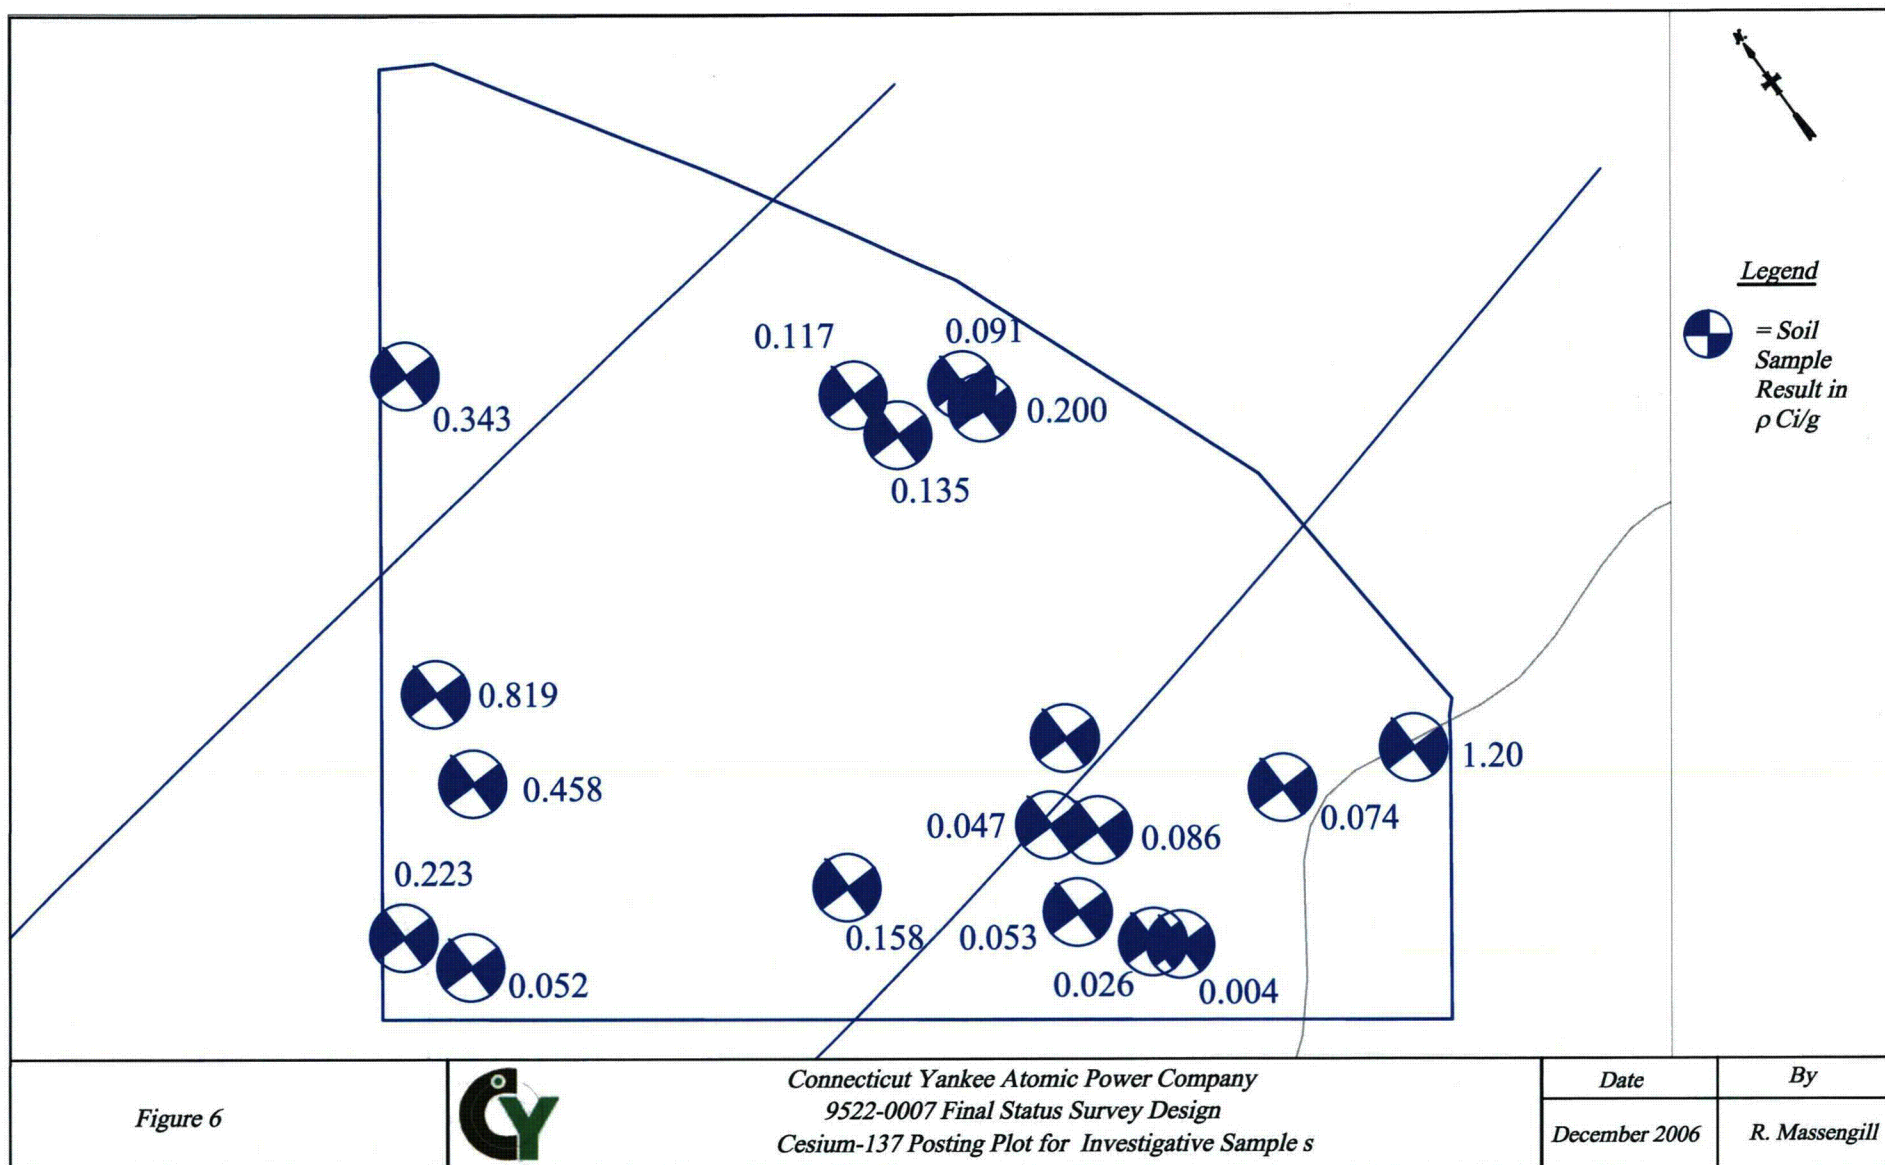 N
Legend
= Soil
Sample
Result in
ρ Ci/g
0.117
0.091
0.343
0.200
0.135
0.819
0.458
1.20
0.074
0.047
0.086
0.223
0.158
0.053
0.052
0.026
0.004
Figure 6
CY
Connecticut Yankee Atomic Power Company
9522-0007 Final Status Survey Design
Cesium-137 Posting Plot for Investigative Sample s
Date
By
December 2006
R. Massengill